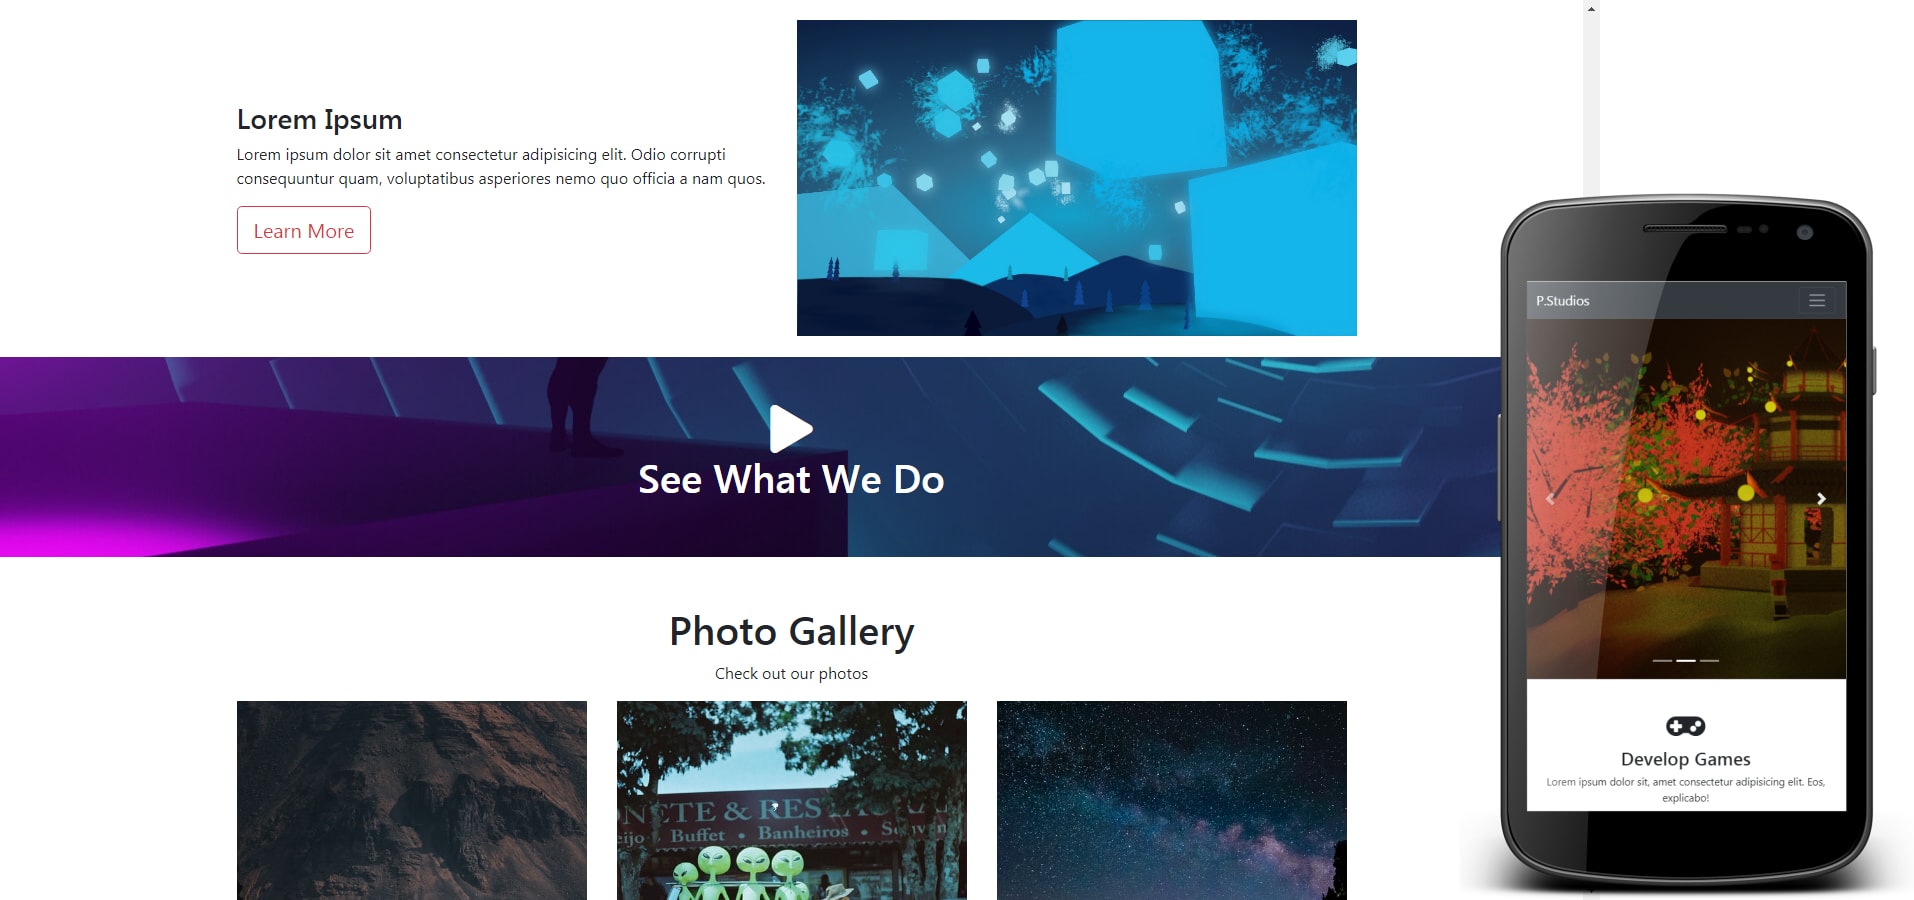 Lorem Ipsum
Lorem ipsum dolor sit amet consectetur adipisicing elit. Odio corrupti
consequuntur quam, voluptatibus asperiores nemo quo officia a nam quos.
Learn More
See What We Do
Photo Gallery
Check out our photos
& RES
Buffet • Banheiros •
P.Studios
Develop Games
Lorem ipsum dolor sit, amet consectetur adipisicing elit. Eos,
explicabo!